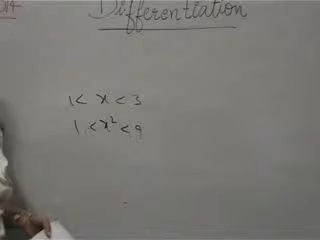 Differentiation
1 < x < 3
1 < x² < 9